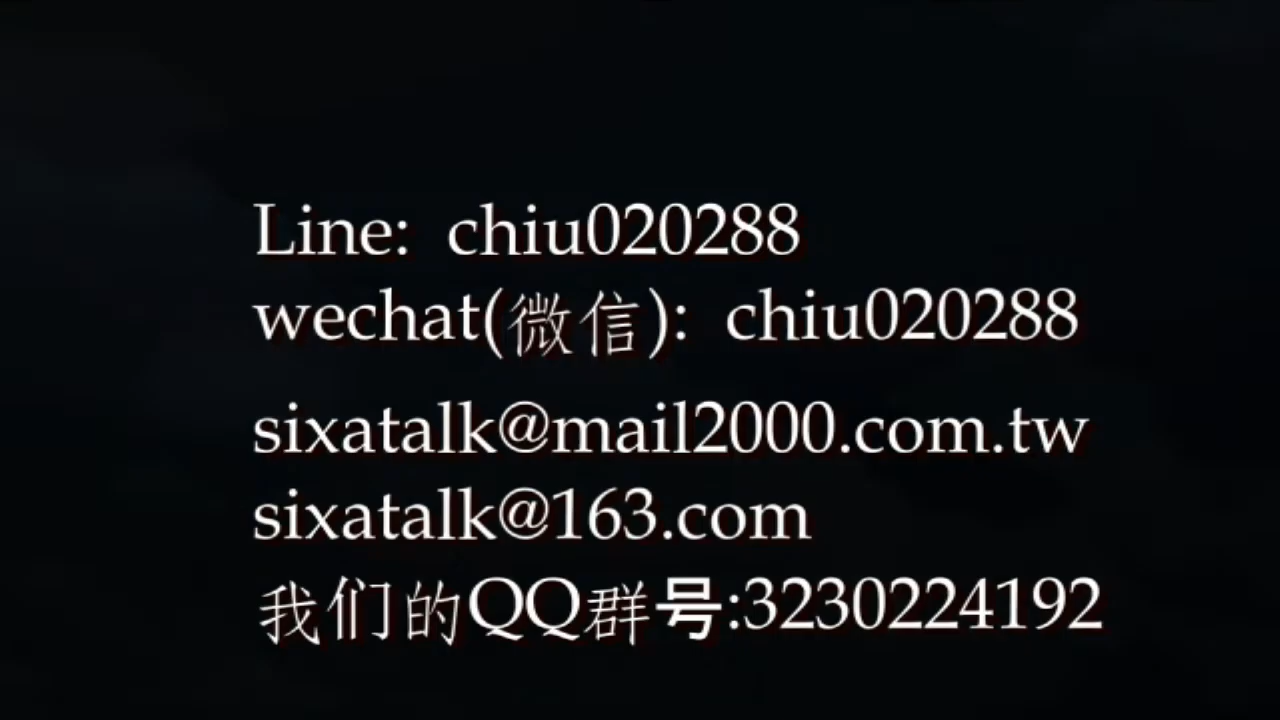 Line: chiu020288
wechat(微信): chiu020288
sixatalk@mail2000.com.tw
sixatalk@163.com
我们的QQ群号:3230224192